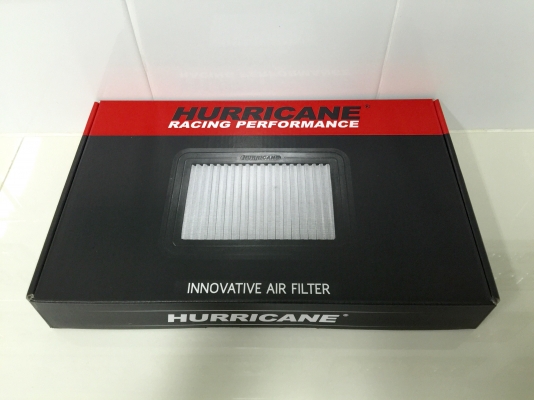 HURRICANE®
RACING PERFORMANCE
HURRICANE
INNOVATIVE AIR FILTER
HURRICANE®